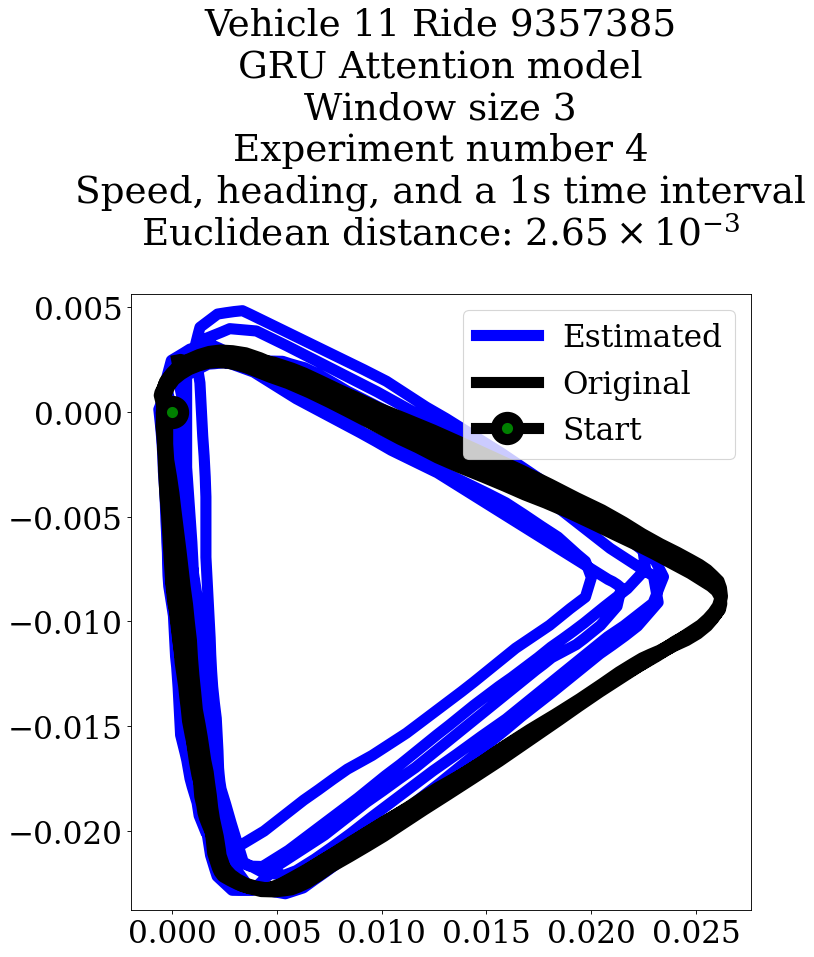 Vehicle 11 Ride 9357385
GRU Attention model
Window size 3
Experiment number 4
Speed, heading, and a 1s time interval
Euclidean distance: 2.65 × 10⁻³
0.005
0.000
−0.005
−0.010
−0.015
−0.020
Estimated
Original
Start
0.000 0.005 0.010 0.015 0.020 0.025